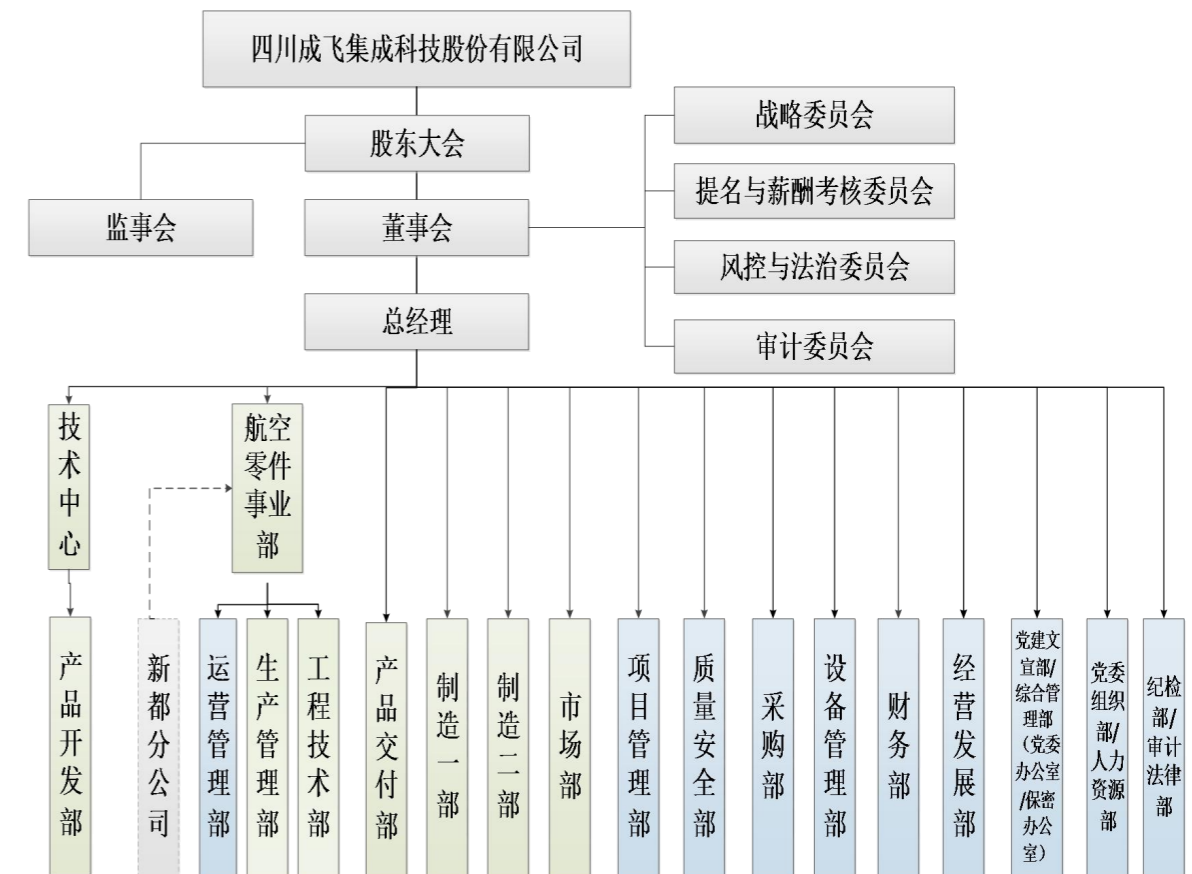 四川成飞集成科技股份有限公司
股东大会
战略委员会
提名与薪酬考核委员会
监事会
董事会
风控与法治委员会
总经理
审计委员会
技术中心
航空
零件
事业
部
产品开发部
新都分公司
运营管理部
生产管理部
工程技术部
产品交付部
制造一部
制造二部
市场部
项目管理部
质量安全部
采购部
设备管理部
财务部
经营发展部
党建文
宣部/
综合管
理部
（党委
办公室
/保密
办公
室）
党委
组织
部/
人力
资源
部
纪检
部/
审计
法律
部